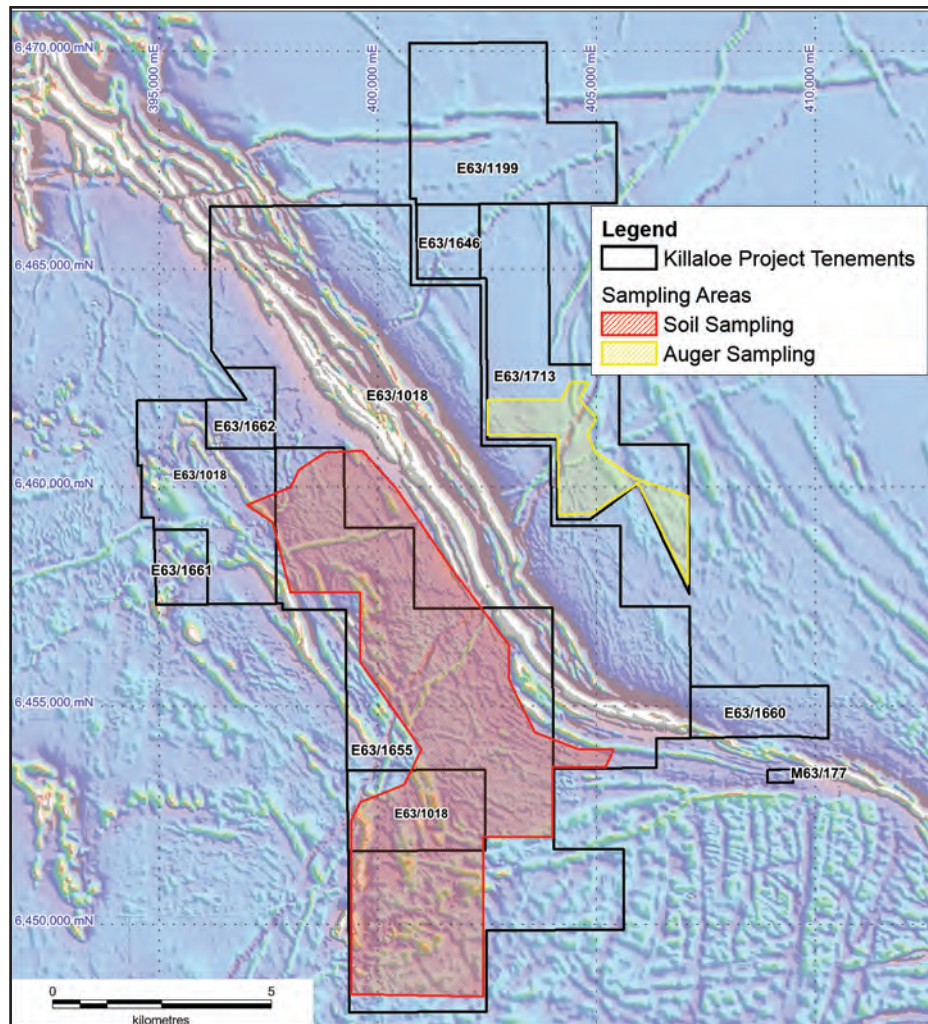 6,470,000 mN
395,000 mE
400,000 mE
405,000 mE
410,000 mE
E63/1199
Legend
Killaloe Project Tenements
Sampling Areas
Soil Sampling
Auger Sampling
E63/1646
6,465,000 mN
E63/1713
E63/1018
E63/1662
E63/1018
6,460,000 mN
E63/1661
6,455,000 mN
E63/1660
E63/1655
M63/177
E63/1018
6,450,000 mN
0
5
kilometres